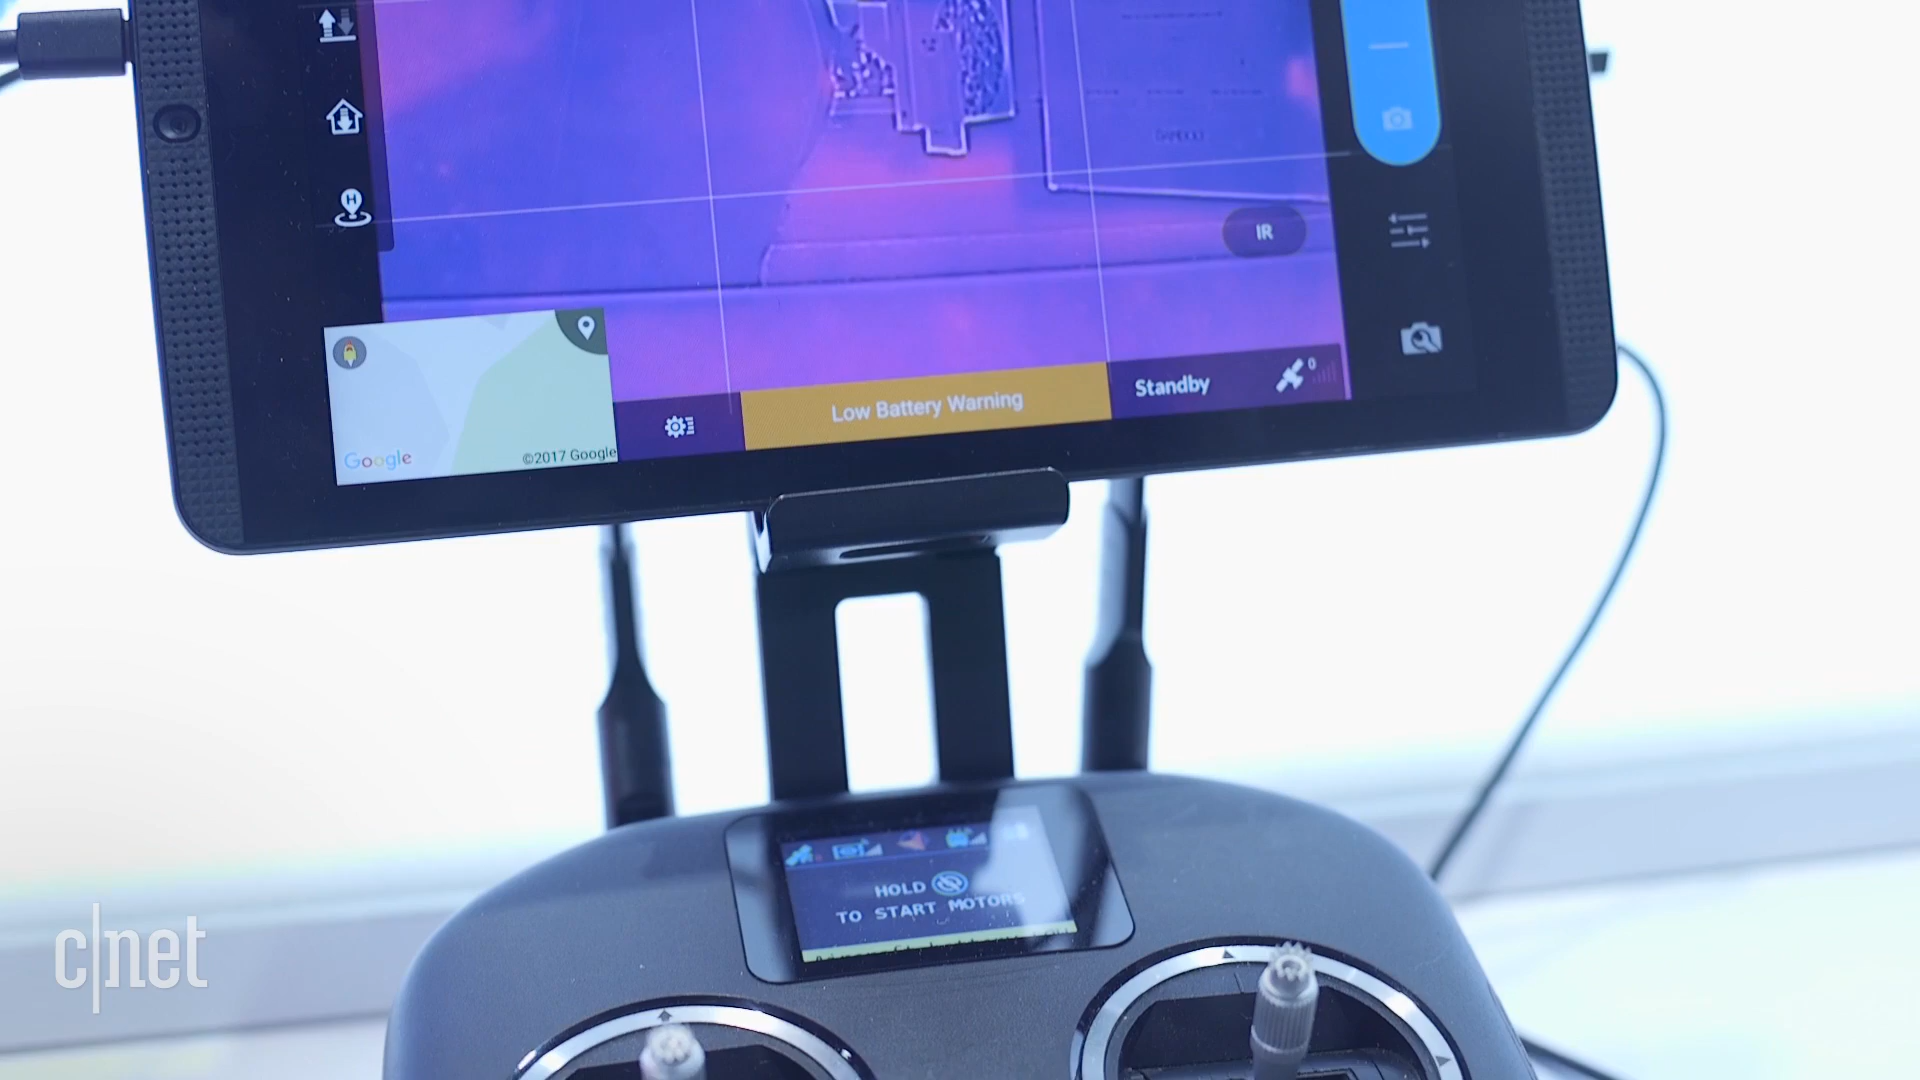 H
IR
Google
©2017 Google
Low Battery Warning
Standby
0
HOLD
TO START MOTORS
c|net